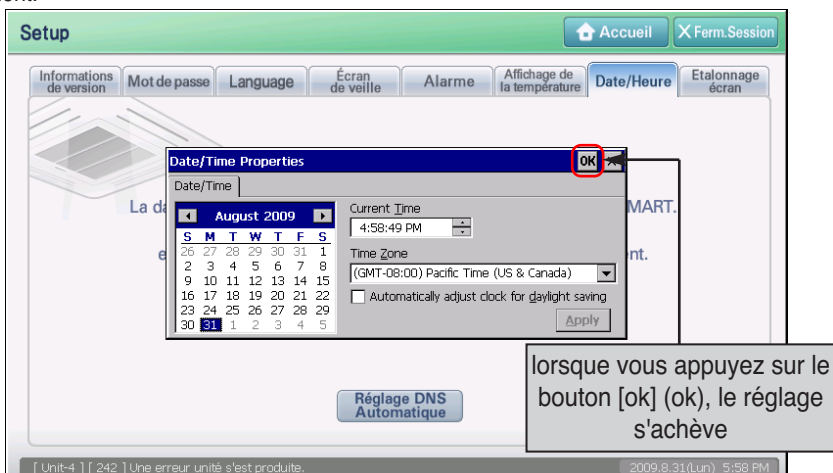 Setup
Accueil
X Ferm.Session
Informations
de version
Mot de passe
Language
Écran
de veille
Alarme
Affichage de
la température
Date/Heure
Etalonnage
écran
Date/Time Properties
OK
Date/Time
La da
MART.
e
nt.
August 2009
S M T W T F S
26 27 28 29 30 31 1
2 3 4 5 6 7 8
9 10 11 12 13 14 15
16 17 18 19 20 21 22
23 24 25 26 27 28 29
30 31 1 2 3 4 5
Current Time
4:58:49 PM
Time Zone
(GMT-08:00) Pacific Time (US & Canada)
Automatically adjust clock for daylight saving
Apply
lorsque vous appuyez sur le
bouton [ok] (ok), le réglage
s'achève
Réglage DNS
Automatique
[ Unit-4 ] [ 242 ] Une erreur unité s'est produite.
2009.8.31(Lun) 5:58 PM